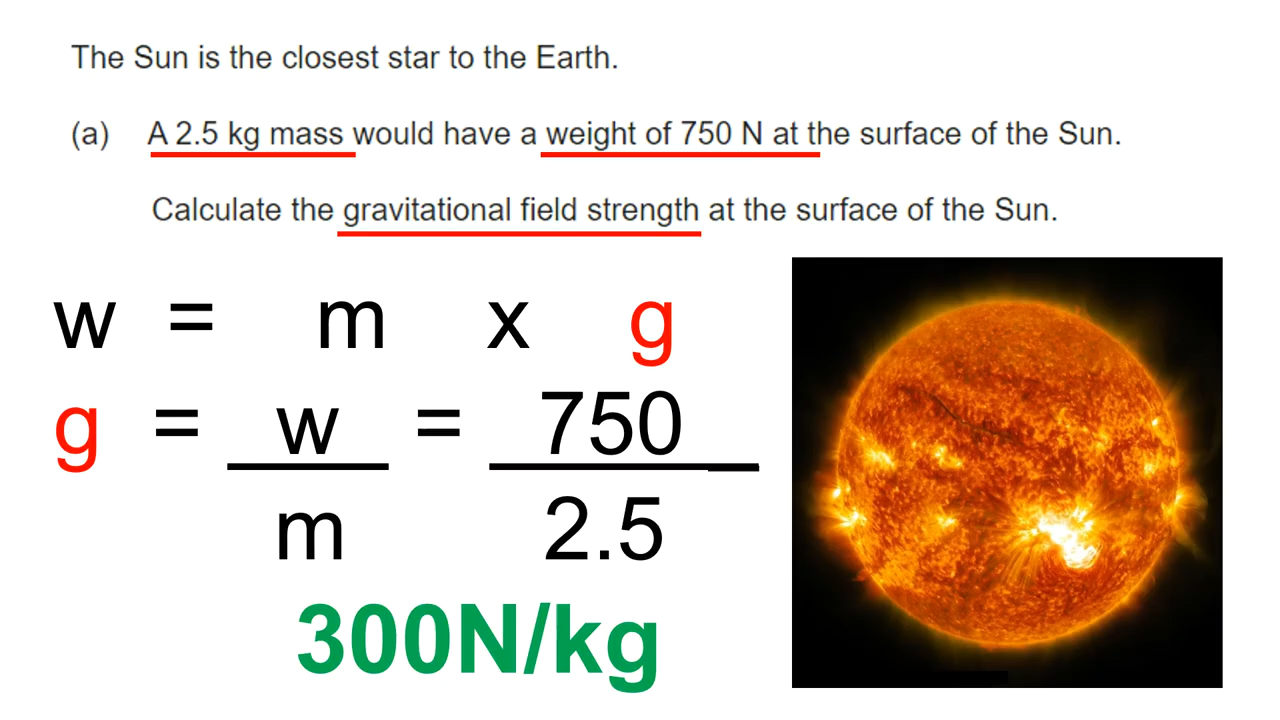 The Sun is the closest star to the Earth.
(a) A 2.5 kg mass would have a weight of 750 N at the surface of the Sun.
Calculate the gravitational field strength at the surface of the Sun.
w = m x g
g = w = 750
m 2.5
300N/kg